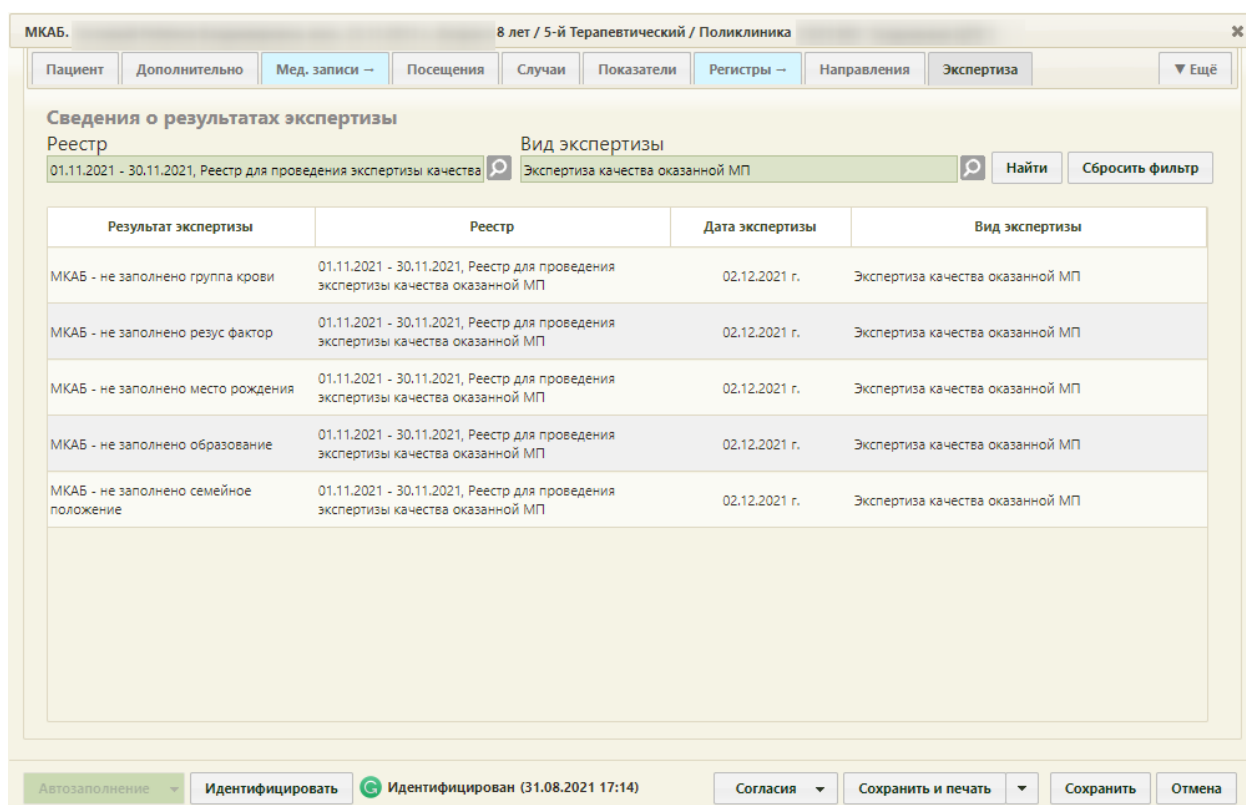 МКАБ.
8 лет / 5-й Терапевтический / Поликлиника
Пациент Дополнительно Мед. записи → Посещения Случаи Показатели Регистры → Направления Экспертиза ▼ Ещё
Сведения о результатах экспертизы
Реестр Вид экспертизы
01.11.2021 - 30.11.2021, Реестр для проведения экспертизы качества Экспертиза качества оказанной МП Найти Сбросить фильтр
Результат экспертизы Реестр Дата экспертизы Вид экспертизы
МКАБ - не заполнено группа крови 01.11.2021 - 30.11.2021, Реестр для проведения
экспертизы качества оказанной МП 02.12.2021 г. Экспертиза качества оказанной МП
МКАБ - не заполнено резус фактор 01.11.2021 - 30.11.2021, Реестр для проведения
экспертизы качества оказанной МП 02.12.2021 г. Экспертиза качества оказанной МП
МКАБ - не заполнено место рождения 01.11.2021 - 30.11.2021, Реестр для проведения
экспертизы качества оказанной МП 02.12.2021 г. Экспертиза качества оказанной МП
МКАБ - не заполнено образование 01.11.2021 - 30.11.2021, Реестр для проведения
экспертизы качества оказанной МП 02.12.2021 г. Экспертиза качества оказанной МП
МКАБ - не заполнено семейное
положение 01.11.2021 - 30.11.2021, Реестр для проведения
экспертизы качества оказанной МП 02.12.2021 г. Экспертиза качества оказанной МП
Автозаполнение Идентифицировать Идентифицирован (31.08.2021 17:14) Согласия Сохранить и печать Сохранить Отмена